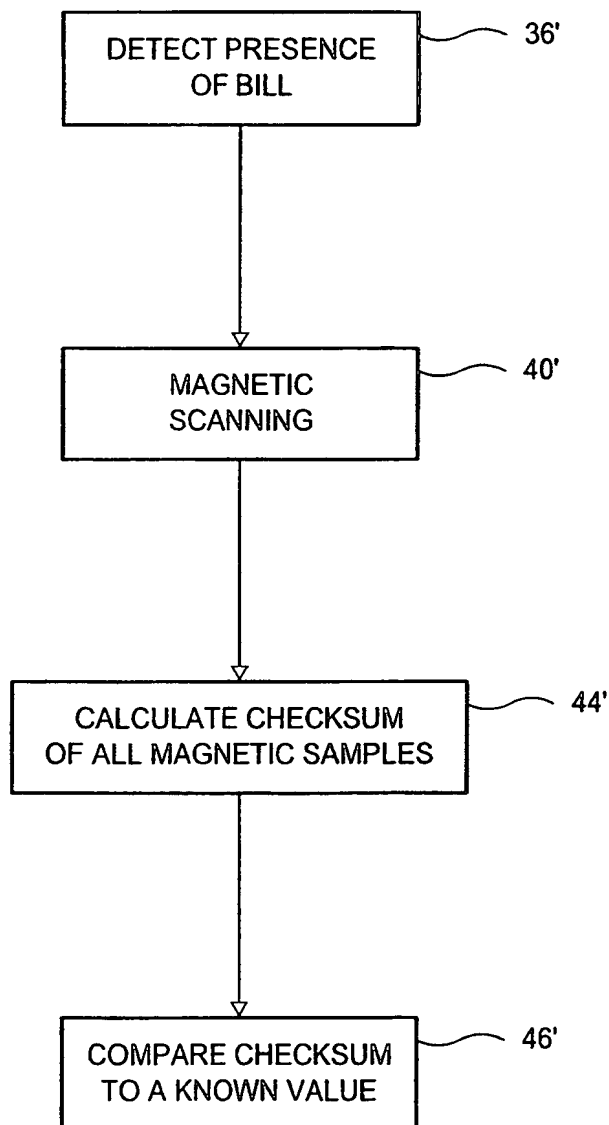 DETECT PRESENCE
OF BILL
36'
MAGNETIC
SCANNING
40'
CALCULATE CHECKSUM
OF ALL MAGNETIC SAMPLES
44'
COMPARE CHECKSUM
TO A KNOWN VALUE
46'